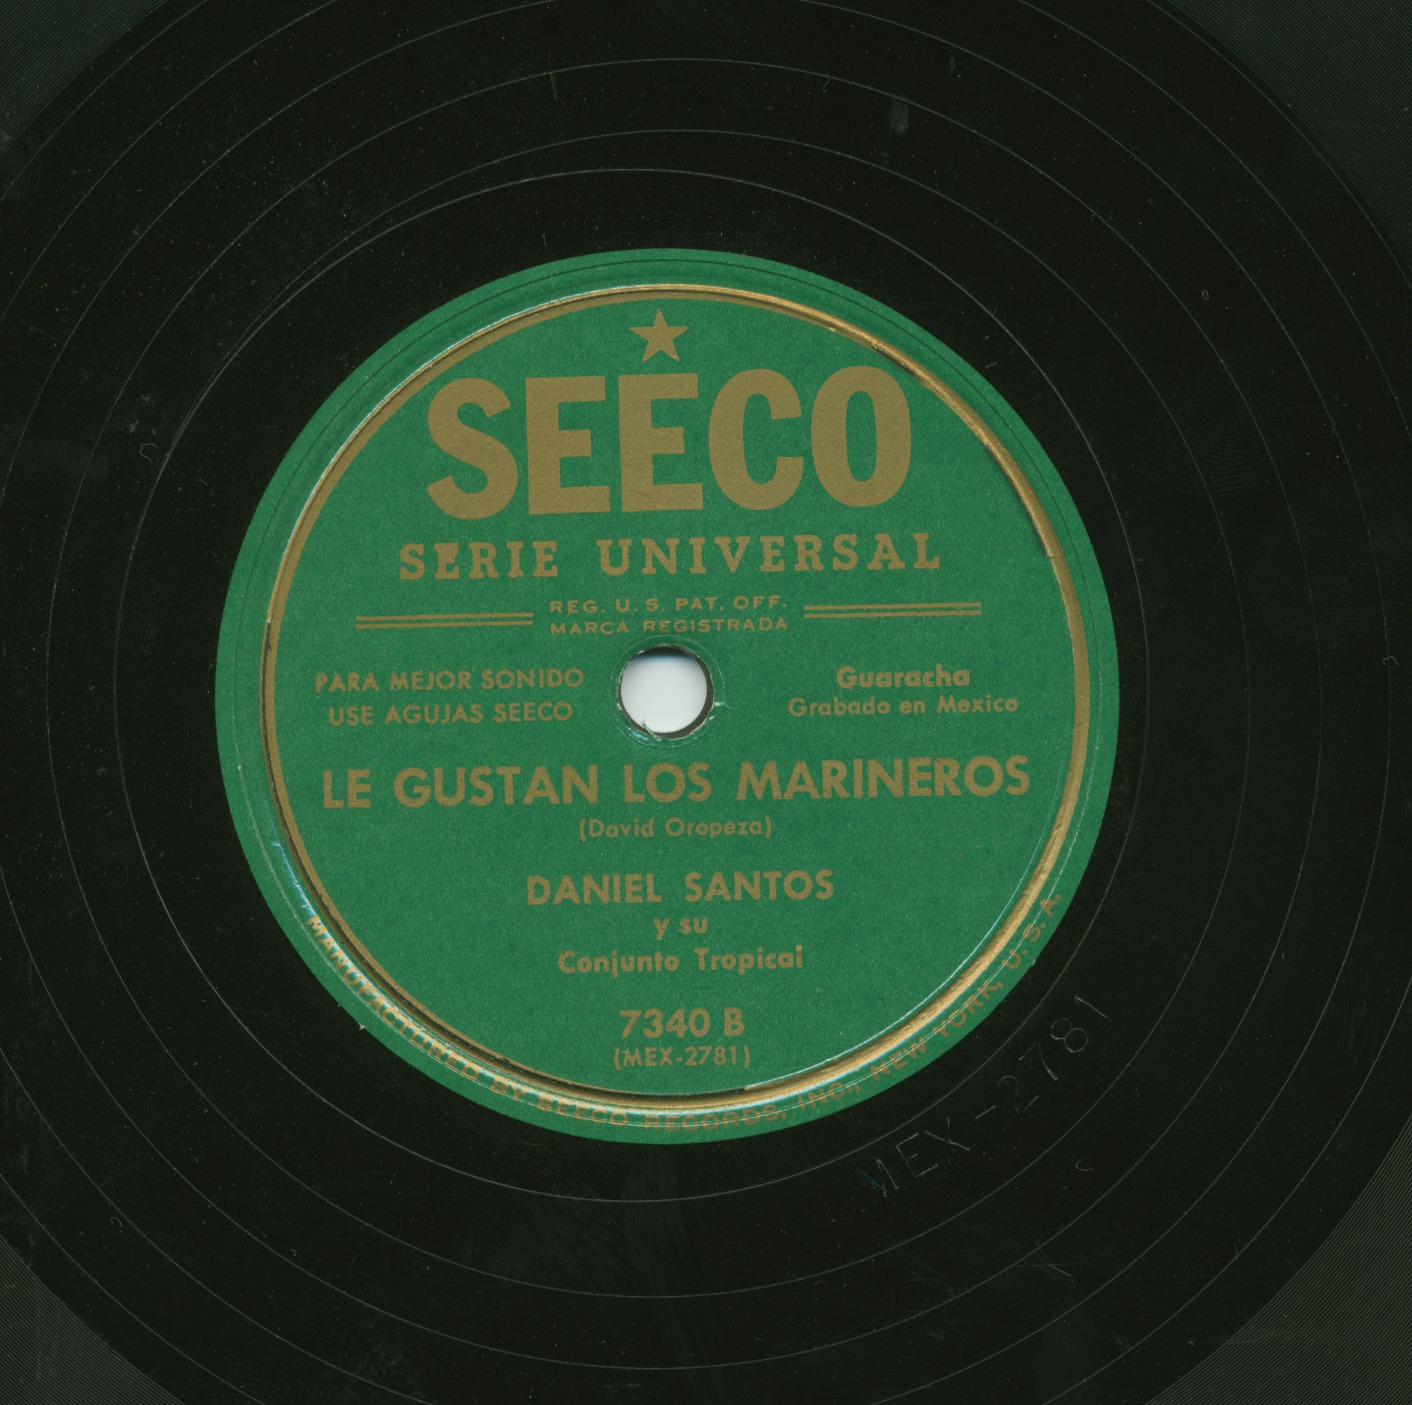 SEECO
SERIE UNIVERSAL
REG. U. S. PAT. OFF.
MARCA REGISTRADA
PARA MEJOR SONIDO
USE AGUJAS SEECO
Guaracha
Grabado en Mexico
LE GUSTAN LOS MARINEROS
(David Oropeza)
DANIEL SANTOS
y su
Conjunto Tropical
7340 B
(MEX-2781)
MANUFACTURED BY SEECO RECORDS, INC., NEW YORK, U. S. A.
MEX-2781